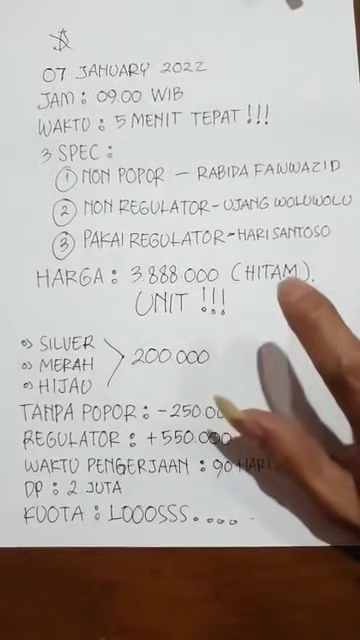 07 JANUARY 2022
JAM : 09.00 WIB
WAKTU : 5 MENIT TEPAT !!!
3 SPEC :
① NON POPOR — RABIDA FAWWAZID
② NON REGULATOR - UJANG WOLUWOLU
③ PAKAI REGULATOR - HARI SANTOSO
HARGA : 3.888.000 (HITAM).
UNIT !!!
SILVER
MERAH
HIJAU
200.000
TANPA POPOR : -250.00
REGULATOR : +550.000
WAKTU PENGERJAAN : 90 HARI
DP : 2 JUTA
KUOTA : LOOOSSS....